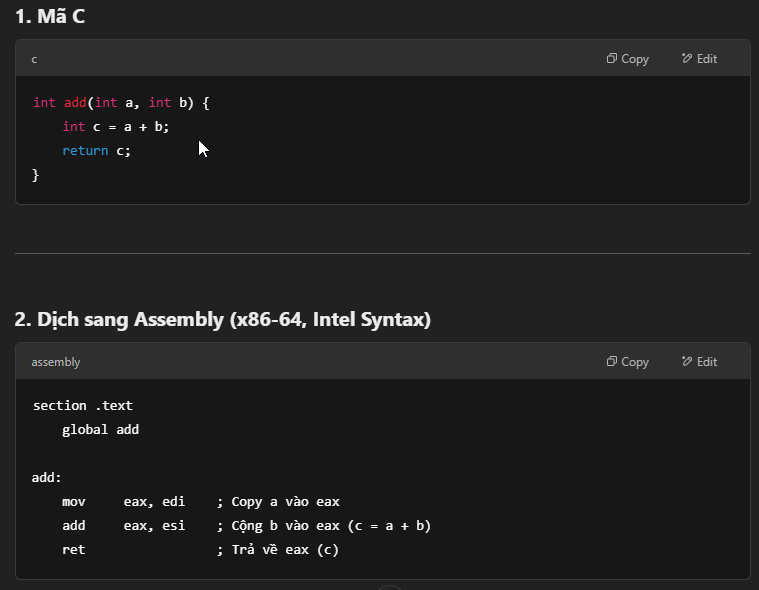 1. Mã C
c Copy Edit
int add(int a, int b) {
    int c = a + b;
    return c;
}
2. Dịch sang Assembly (x86-64, Intel Syntax)
assembly Copy Edit
section .text
    global add
add:
    mov     eax, edi    ; Copy a vào eax
    add     eax, esi    ; Cộng b vào eax (c = a + b)
    ret                 ; Trả về eax (c)